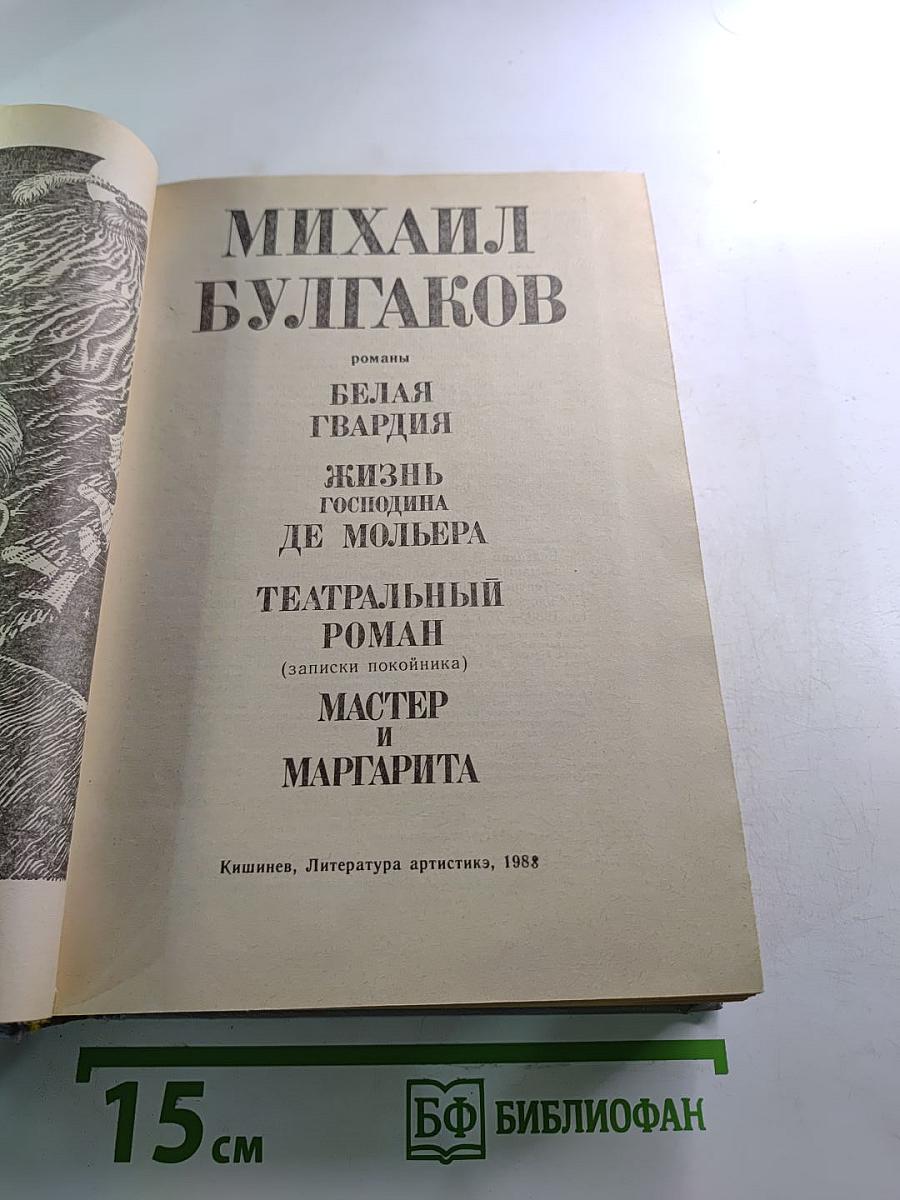 МИХАИЛ
БУЛГАКОВ
романы
БЕЛАЯ
ГВАРДИЯ
ЖИЗНЬ
ГОСПОДИНА
ДЕ МОЛЬЕРА
ТЕАТРАЛЬНЫЙ
РОМАН
(записки покойника)
МАСТЕР
И
МАРГАРИТА
Кишинев, Литература артистикэ, 1988
15 см
БФ БИБЛИОФАН